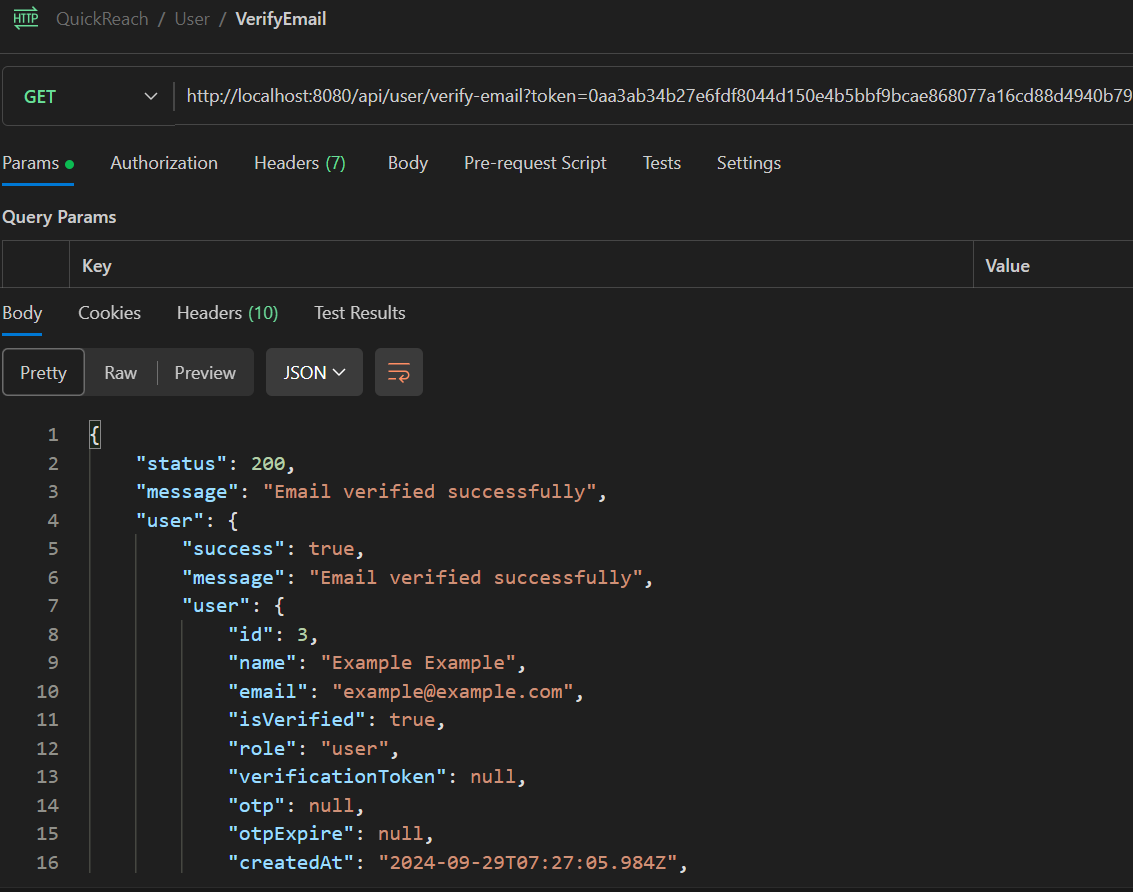 HTTP QuickReach / User / VerifyEmail
GET http://localhost:8080/api/user/verify-email?token=0aa3ab34b27e6fdf8044d150e4b5bbf9bcae868077a16cd88d4940b79
Params Authorization Headers (7) Body Pre-request Script Tests Settings
Query Params
Key Value
Body Cookies Headers (10) Test Results
Pretty Raw Preview JSON
1 {
2 "status": 200,
3 "message": "Email verified successfully",
4 "user": {
5 "success": true,
6 "message": "Email verified successfully",
7 "user": {
8 "id": 3,
9 "name": "Example Example",
10 "email": "example@example.com",
11 "isVerified": true,
12 "role": "user",
13 "verificationToken": null,
14 "otp": null,
15 "otpExpire": null,
16 "createdAt": "2024-09-29T07:27:05.984Z",